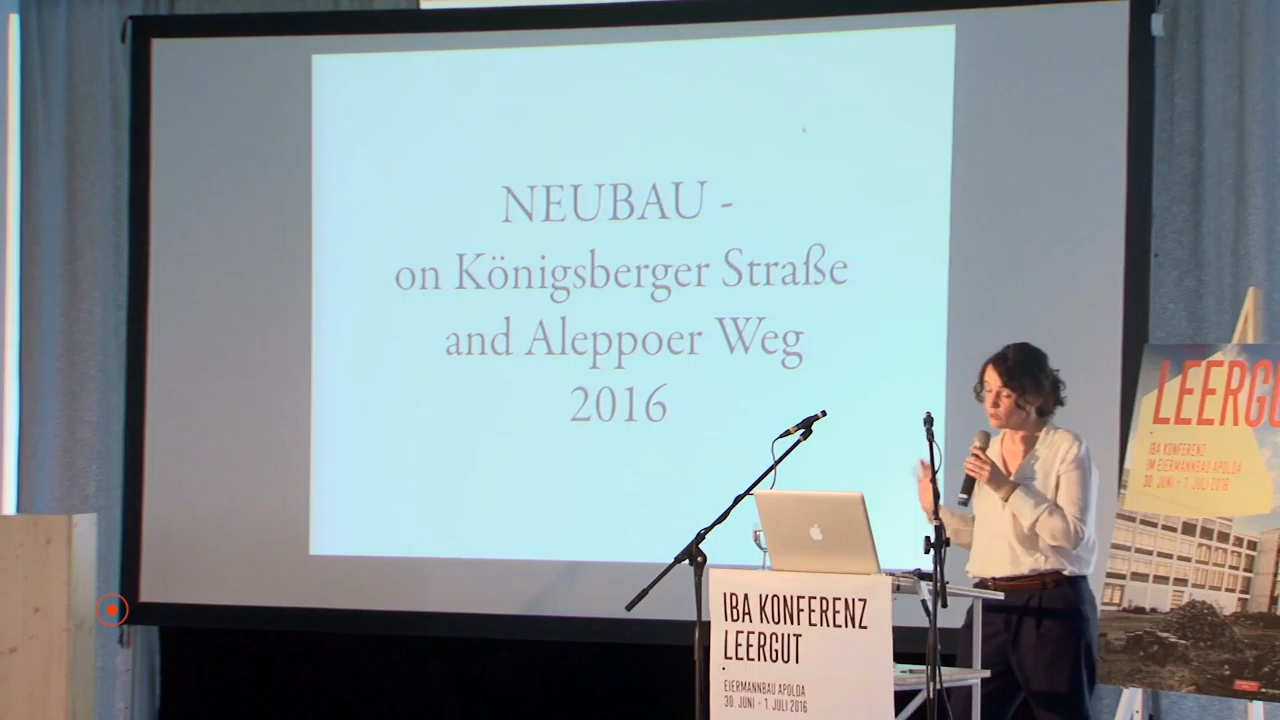 NEUBAU -
on Königsberger Straße
and Aleppoer Weg
2016
IBA KONFERENZ
LEERGUT
EIERMANNBAU APOLDA
30. JUNI - 1. JULI 2016
LEERGU
IBA KONFERENZ
IM EIERMANNBAU APOLDA
30. JUNI - 1. JULI 2016